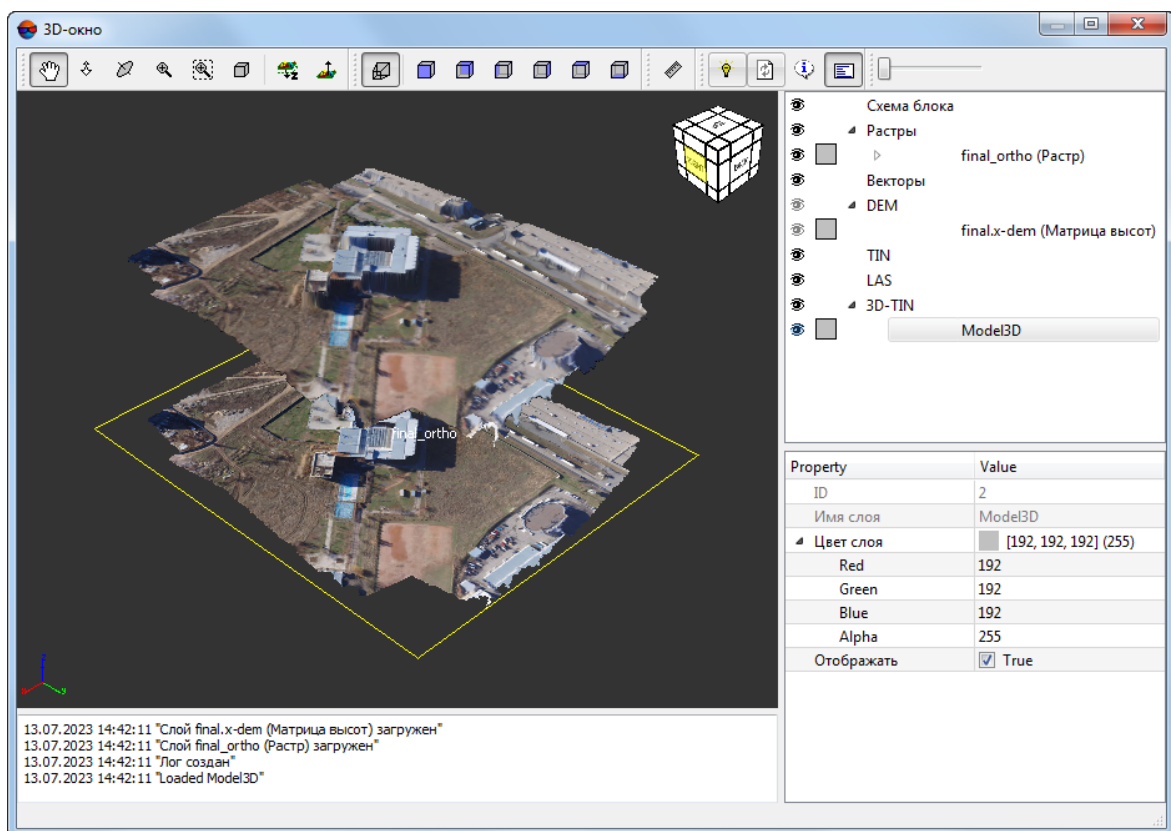 3D-окно
Схема блока
Растры
final_ortho (Растр)
Векторы
DEM
final.x-dem (Матрица высот)
TIN
LAS
3D-TIN
Model3D
final_ortho
z
y
Property Value
ID 2
Имя слоя Model3D
Цвет слоя [192, 192, 192] (255)
Red 192
Green 192
Blue 192
Alpha 255
Отображать True
13.07.2023 14:42:11 "Слой final.x-dem (Матрица высот) загружен"
13.07.2023 14:42:11 "Слой final_ortho (Растр) загружен"
13.07.2023 14:42:11 "Лог создан"
13.07.2023 14:42:11 "Loaded Model3D"